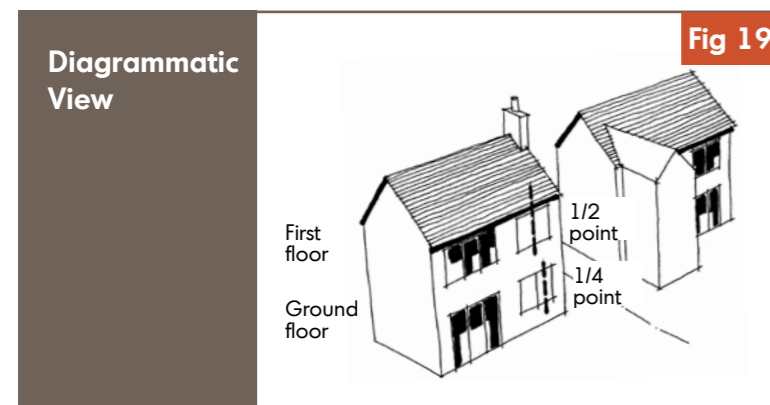 Diagrammatic
View
Fig 19
First
floor
1/2
point
1/4
point
Ground
floor